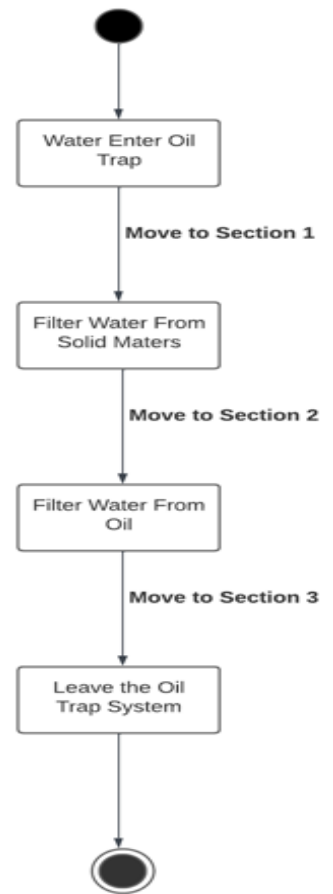 Water Enter Oil
Trap
Move to Section 1
Filter Water From
Solid Maters
Move to Section 2
Filter Water From
Oil
Move to Section 3
Leave the Oil
Trap System